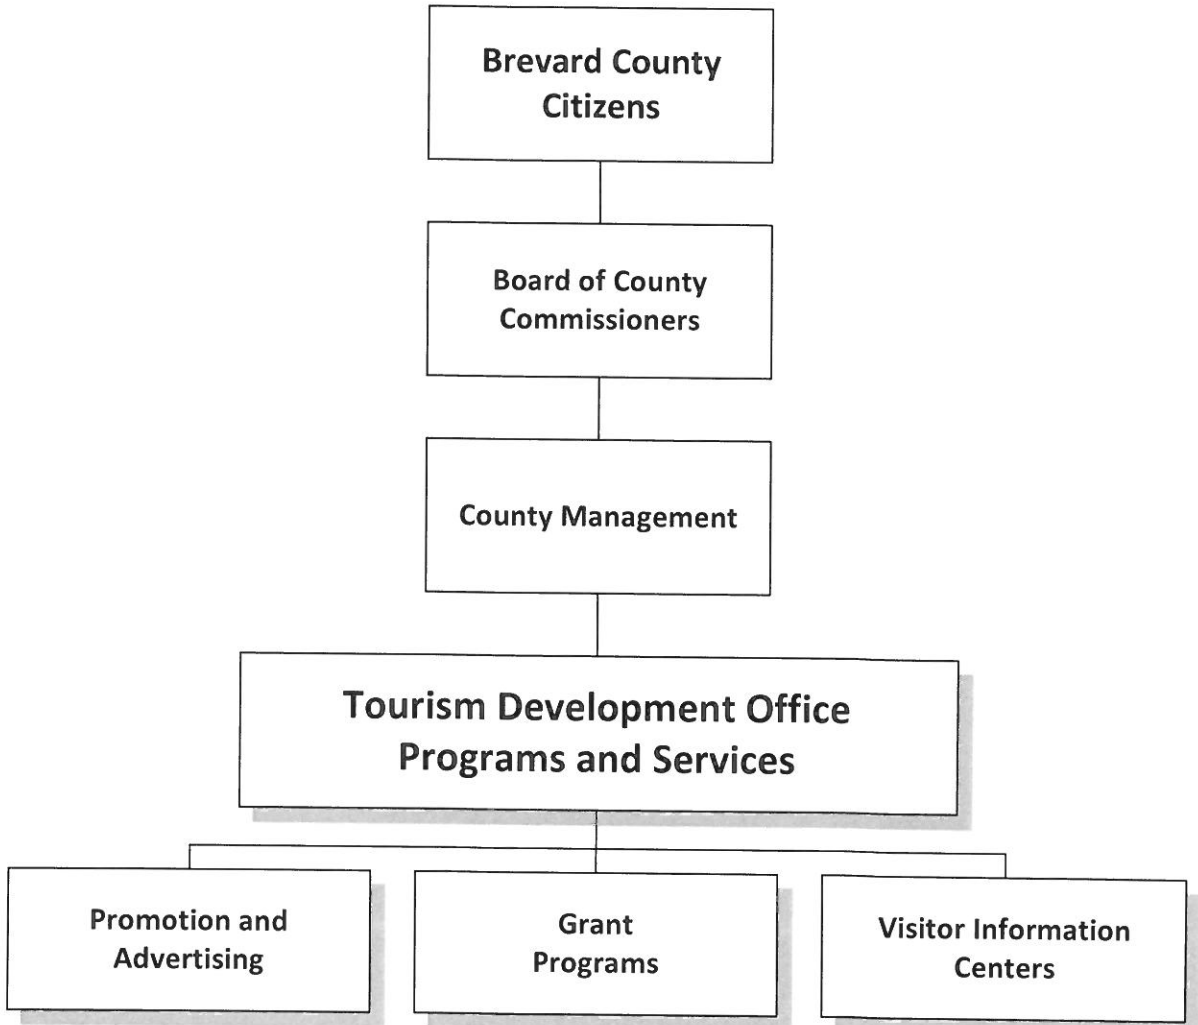 Brevard County
Citizens
Board of County
Commissioners
County Management
Tourism Development Office
Programs and Services
Promotion and
Advertising
Grant
Programs
Visitor Information
Centers